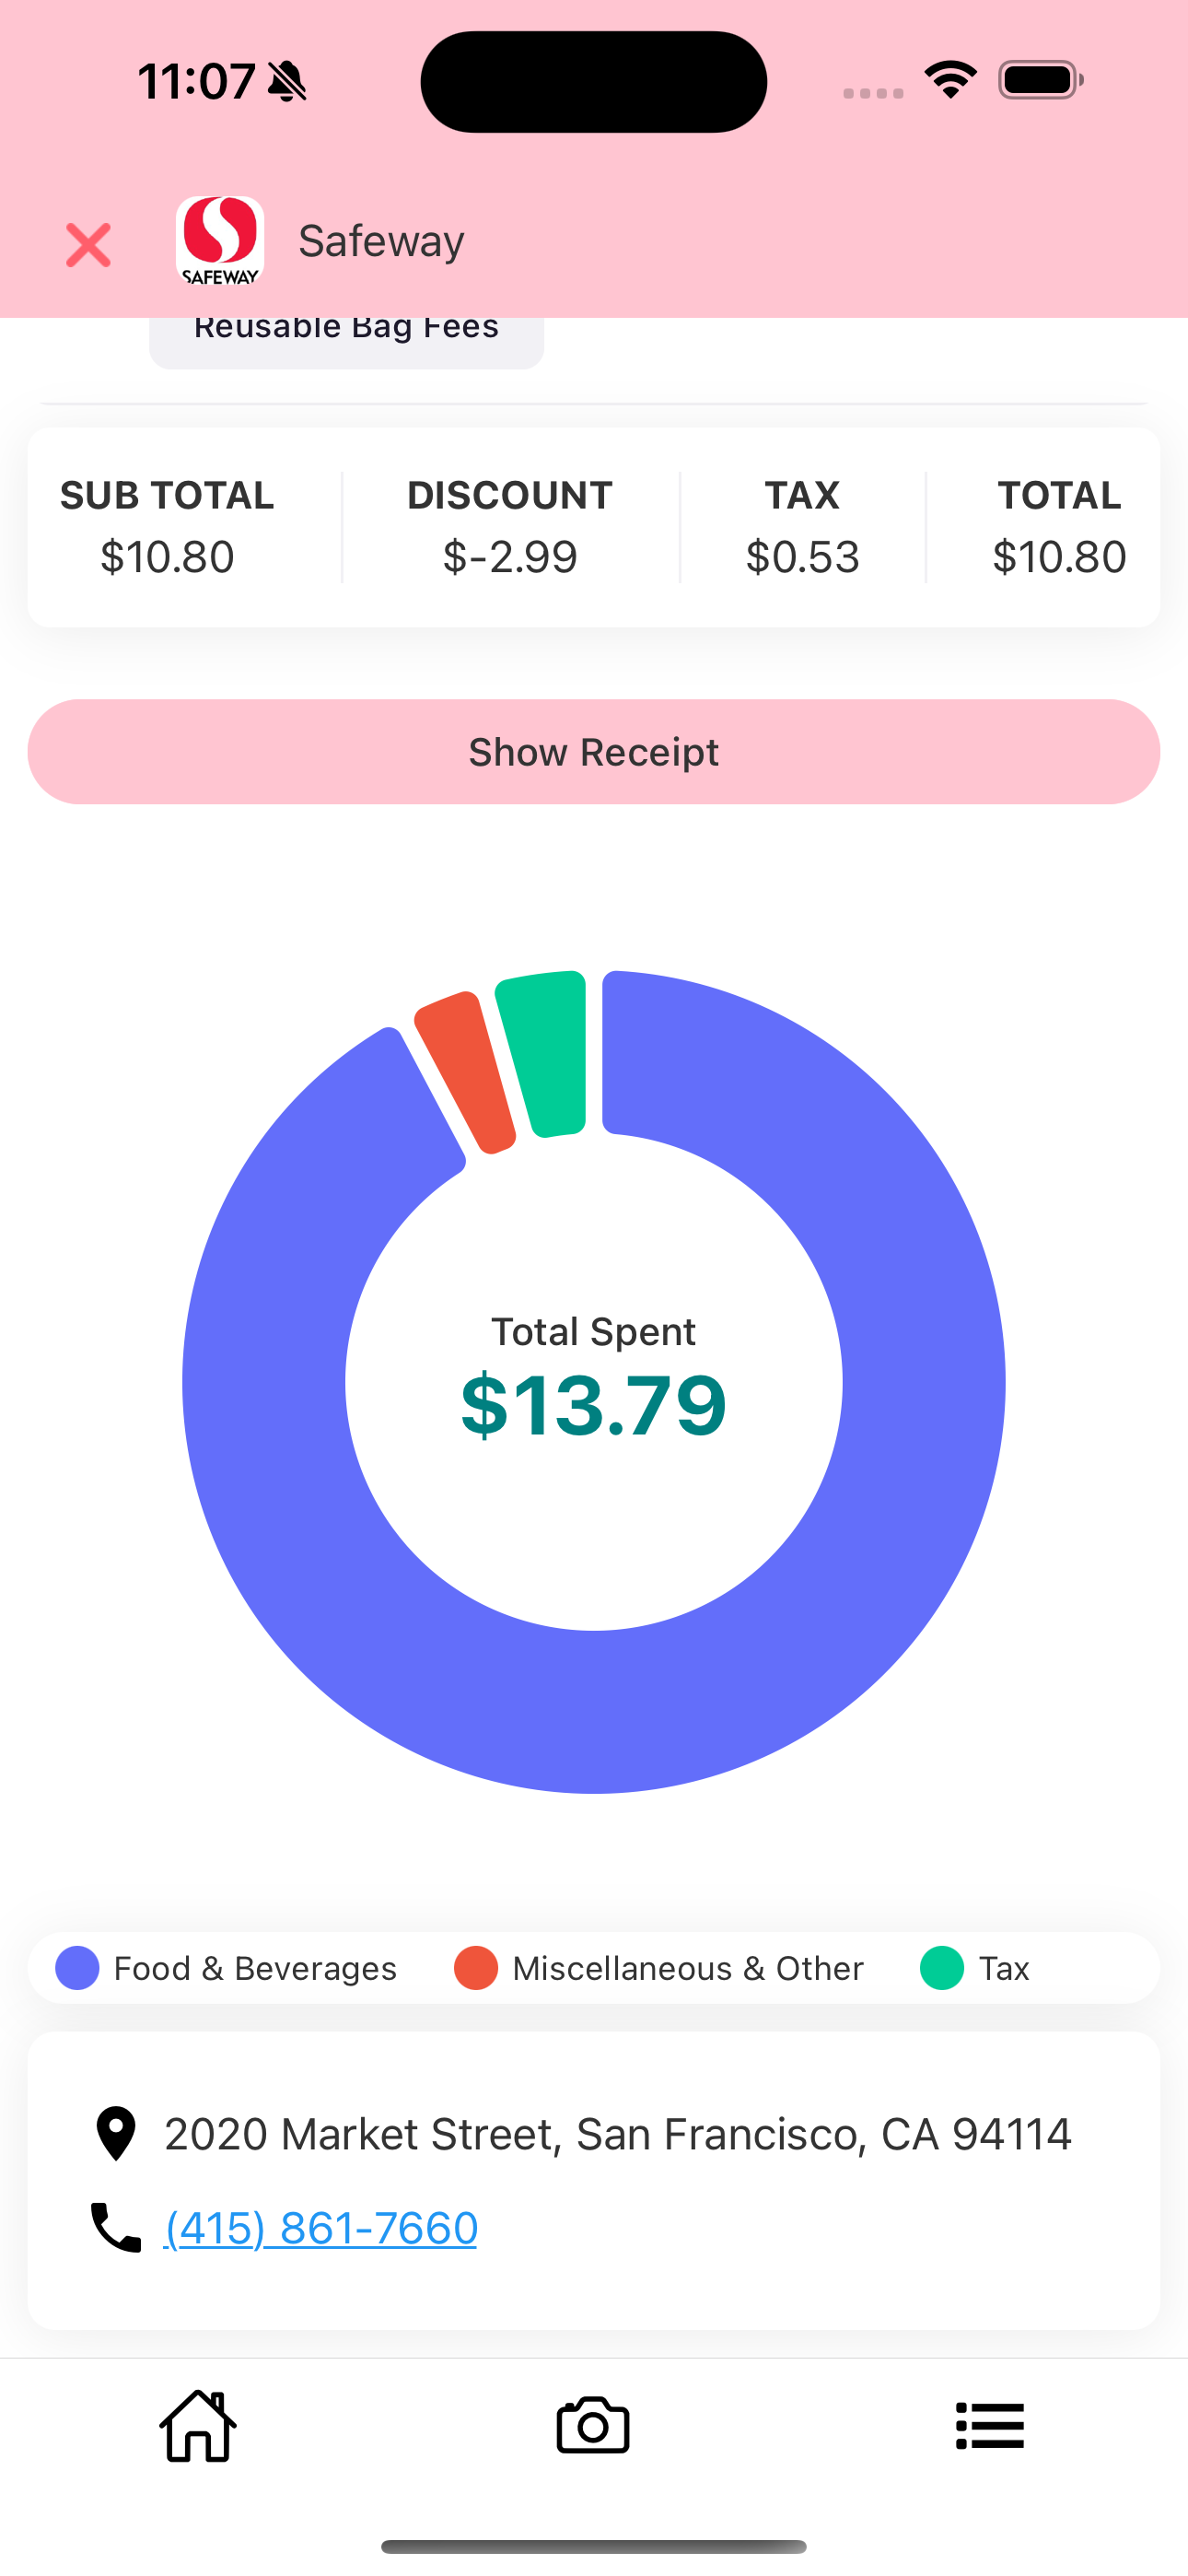 11:07
SAFEWAY
Safeway
Reusable Bag Fees
SUB TOTAL DISCOUNT TAX TOTAL
$10.80 $-2.99 $0.53 $10.80
Show Receipt
Total Spent
$13.79
Food & Beverages Miscellaneous & Other Tax
2020 Market Street, San Francisco, CA 94114
(415) 861-7660